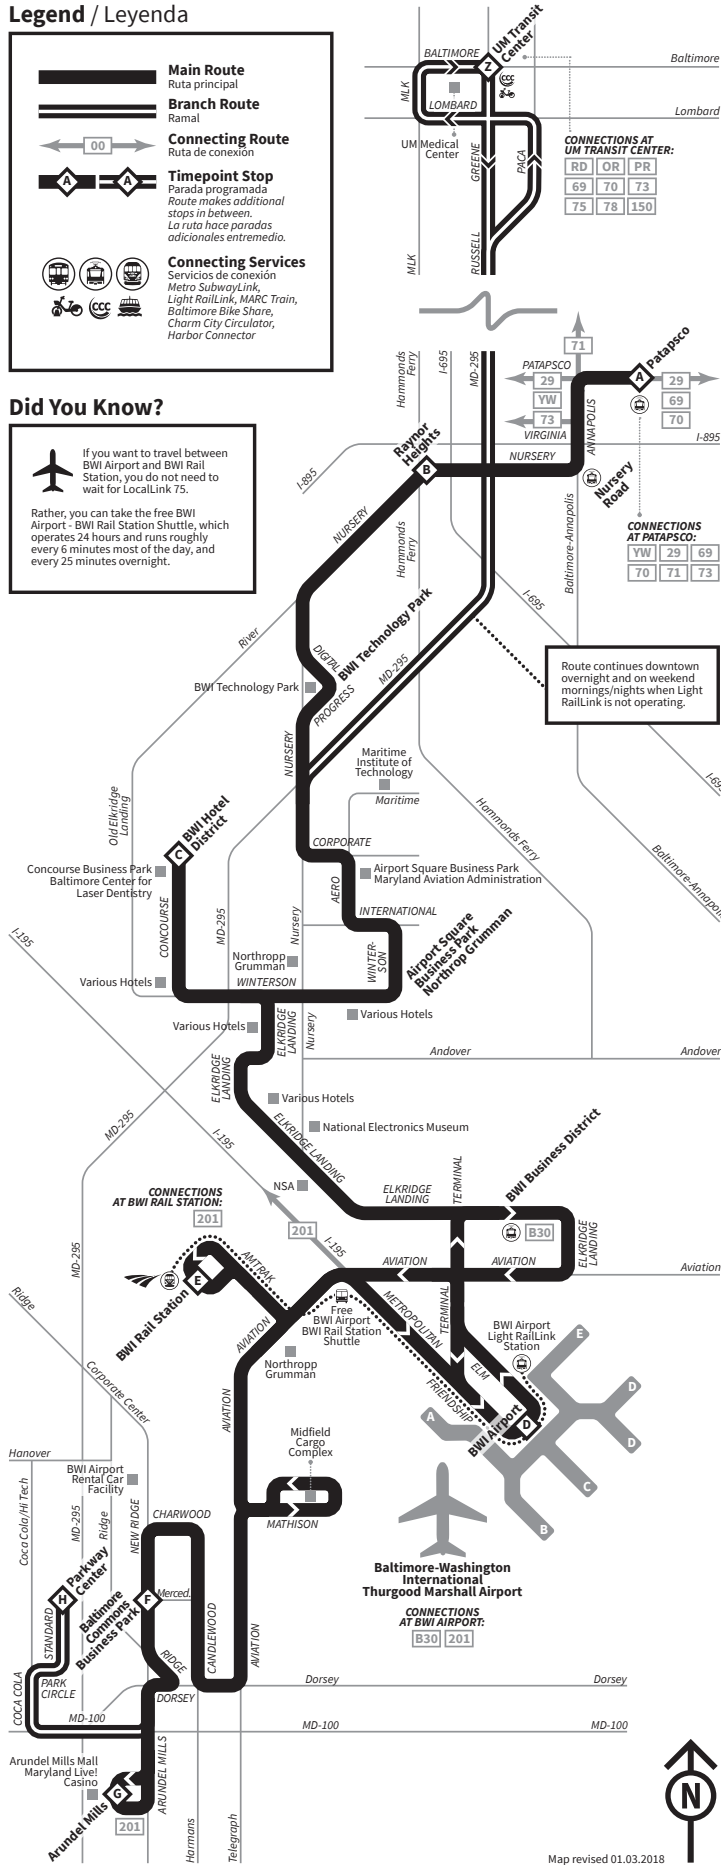 Legend / Leyenda
Main Route
Ruta principal
Branch Route
Ramal
00
Connecting Route
Ruta de conexión
A
A
Timepoint Stop
Parada programada
Route makes additional
stops in between.
La ruta hace paradas
adicionales entremedio.
Connecting Services
Servicios de conexión
Metro SubwayLink,
Light RailLink, MARC Train,
Baltimore Bike Share,
Charm City Circulator,
Harbor Connector
CCC
Did You Know?
If you want to travel between
BWI Airport and BWI Rail
Station, you do not need to
wait for LocalLink 75.
Rather, you can take the free BWI
Airport - BWI Rail Station Shuttle, which
operates 24 hours and runs roughly
every 6 minutes most of the day, and
every 25 minutes overnight.
UM Transit
Center
Z
CCC
BALTIMORE
Baltimore
MLK
LOMBARD
Lombard
UM Medical
Center
GREENE
PACA
CONNECTIONS AT
UM TRANSIT CENTER:
RD OR PR
69 70 73
75 78 150
MLK
RUSSELL
Hammonds
Ferry
I-695
MD-295
71
PATAPSCO
29
YW
73
VIRGINIA
Patapsco
A
29
69
70
ANNAPOLIS
I-895
Raynor
Heights
B
NURSERY
I-895
Nursery
Road
NURSERY
Hammonds
Ferry
Baltimore-Annapolis
CONNECTIONS
AT PATAPSCO:
YW 29 69
70 71 73
I-695
River
DIGITAL
BWI Technology Park
BWI Technology Park
PROGRESS
MD-295
Route continues downtown
overnight and on weekend
mornings/nights when Light
RailLink is not operating.
NURSERY
Maritime
Institute of
Technology
Maritime
I-695
Old Elkridge
Landing
BWI Hotel
District
C
CORPORATE
Hammonds Ferry
Baltimore-Annapolis
Concourse Business Park
Baltimore Center for
Laser Dentistry
Airport Square Business Park
Maryland Aviation Administration
AERO
INTERNATIONAL
CONCOURSE
MD-295
Nursery
I-195
Northropp
Grumman
WINTER-
SON
Airport Square
Business Park
Northrop Grumman
Various Hotels
WINTERSON
Various Hotels
ELKRIDGE
LANDING
Nursery
Various Hotels
Andover
Andover
ELKRIDGE
LANDING
Various Hotels
MD-295
I-195
ELKRIDGE LANDING
National Electronics Museum
NSA
BWI Business District
CONNECTIONS
AT BWI RAIL STATION:
201
ELKRIDGE
LANDING
TERMINAL
B30
ELKRIDGE
LANDING
201
I-195
MD-295
AMTRAK
AVIATION
AVIATION
Aviation
E
BWI Rail Station
Free
BWI Airport
BWI Rail Station
Shuttle
METROPOLITAN
TERMINAL
BWI Airport
Light RailLink
Station
Ridge
AVIATION
Northropp
Grumman
ELM
FRIENDSHIP
BWI Airport
D
A
E
D
D
C
B
Corporate Center
AVIATION
Hanover
Midfield
Cargo
Complex
BWI Airport
Rental Car
Facility
Coca Cola/Hi Tech
MD-295
Ridge
NEW RIDGE
CHARWOOD
MATHISON
Baltimore-Washington
International
Thurgood Marshall Airport
CONNECTIONS
AT BWI AIRPORT:
B30 201
Parkway
Center
H
Baltimore
Commons
Business Park
F
Merced.
STANDARD
CANDLEWOOD
AVIATION
RIDGE
COCA COLA
PARK
CIRCLE
DORSEY
Dorsey
Dorsey
MD-100
MD-100
MD-100
Arundel Mills Mall
Maryland Live!
Casino
ARUNDEL MILLS
G
Arundel Mills
201
Harmans
Telegraph
N
Map revised 01.03.2018